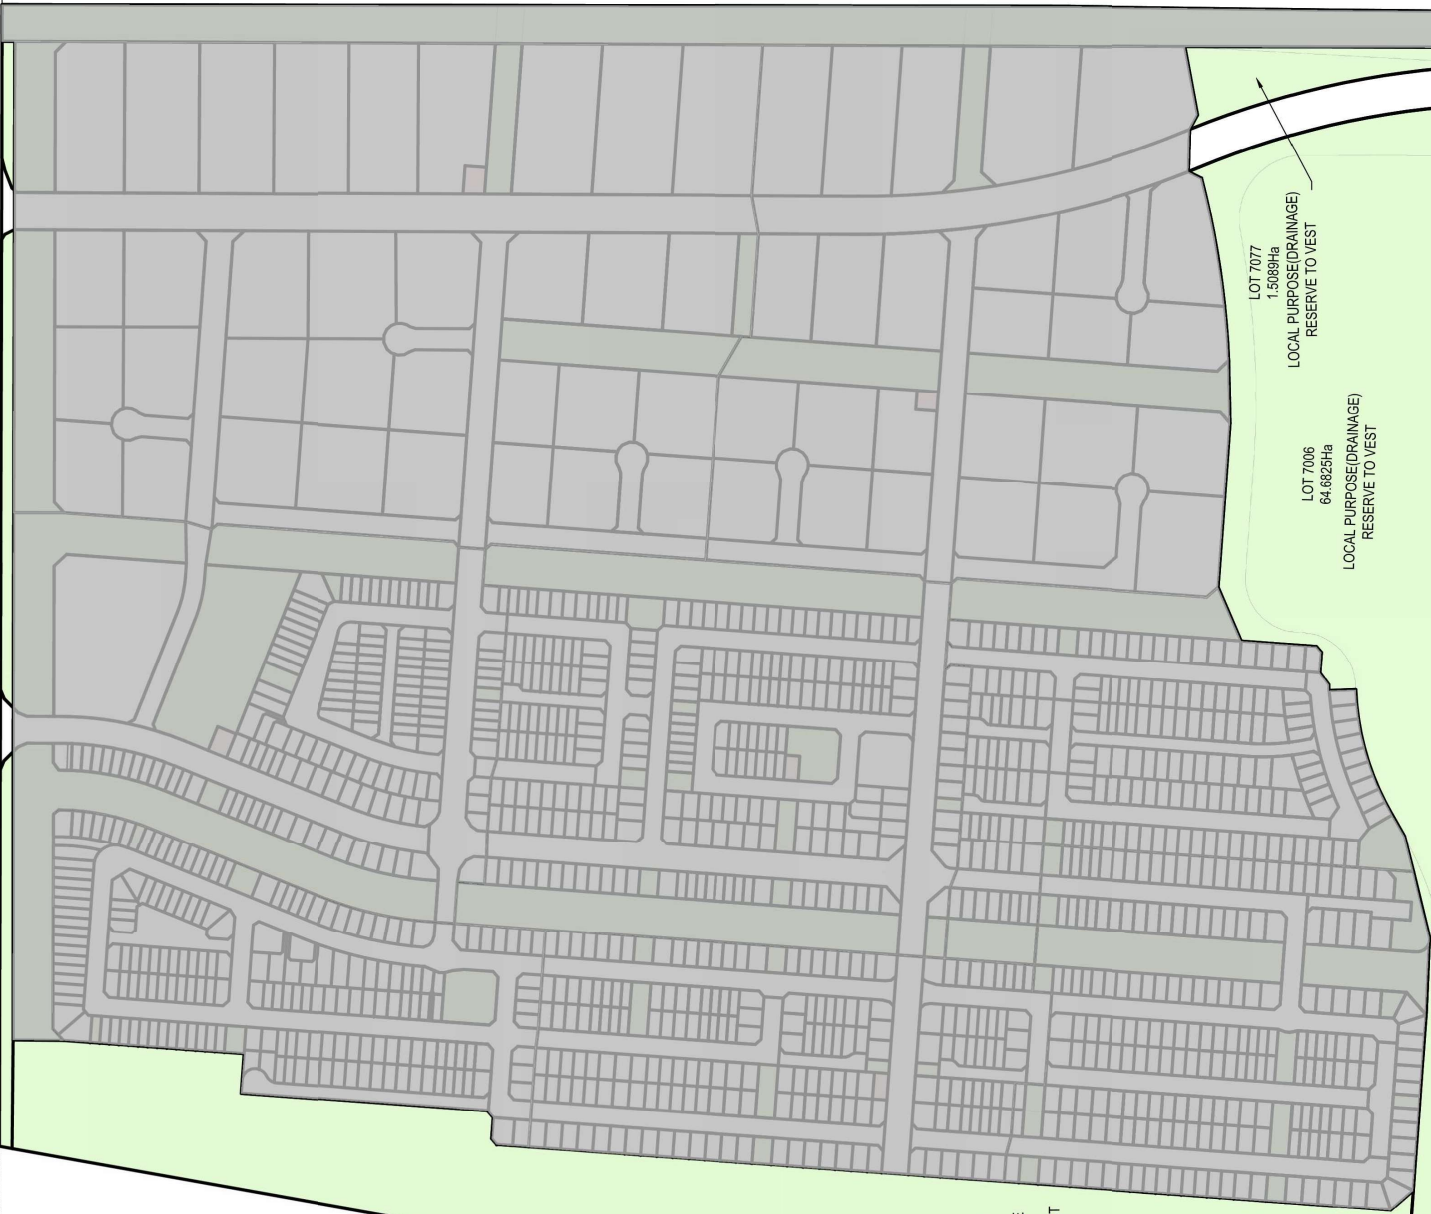 LOT 7077
1.5089Ha
LOCAL PURPOSE(DRAINAGE)
RESERVE TO VEST
LOT 7006
64.6825Ha
LOCAL PURPOSE(DRAINAGE)
RESERVE TO VEST